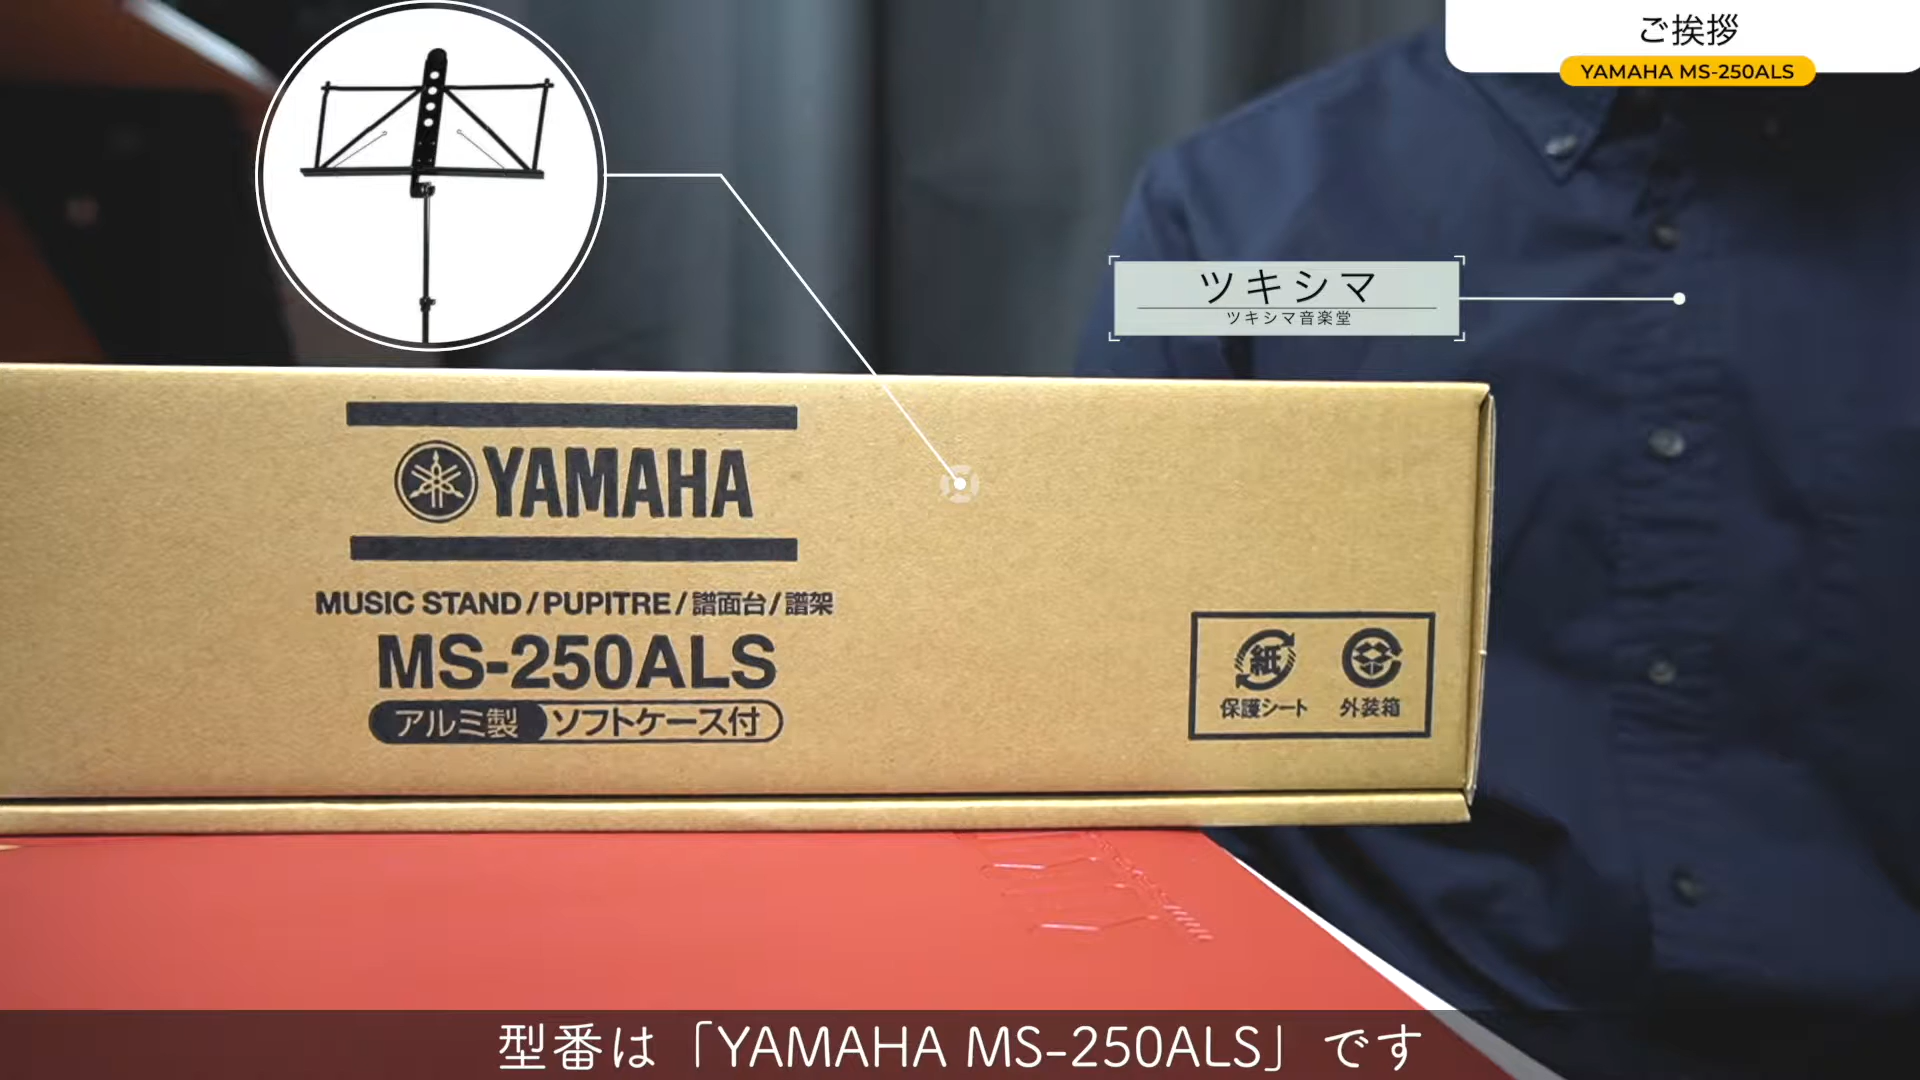 ご挨拶
YAMAHA MS-250ALS
ツキシマ
ツキシマ音楽堂
YAMAHA
MUSIC STAND/PUPITRE/譜面台/譜架
MS-250ALS
アルミ製 ソフトケース付
紙
保護シート 外装箱
型番は「YAMAHA MS-250ALS」です